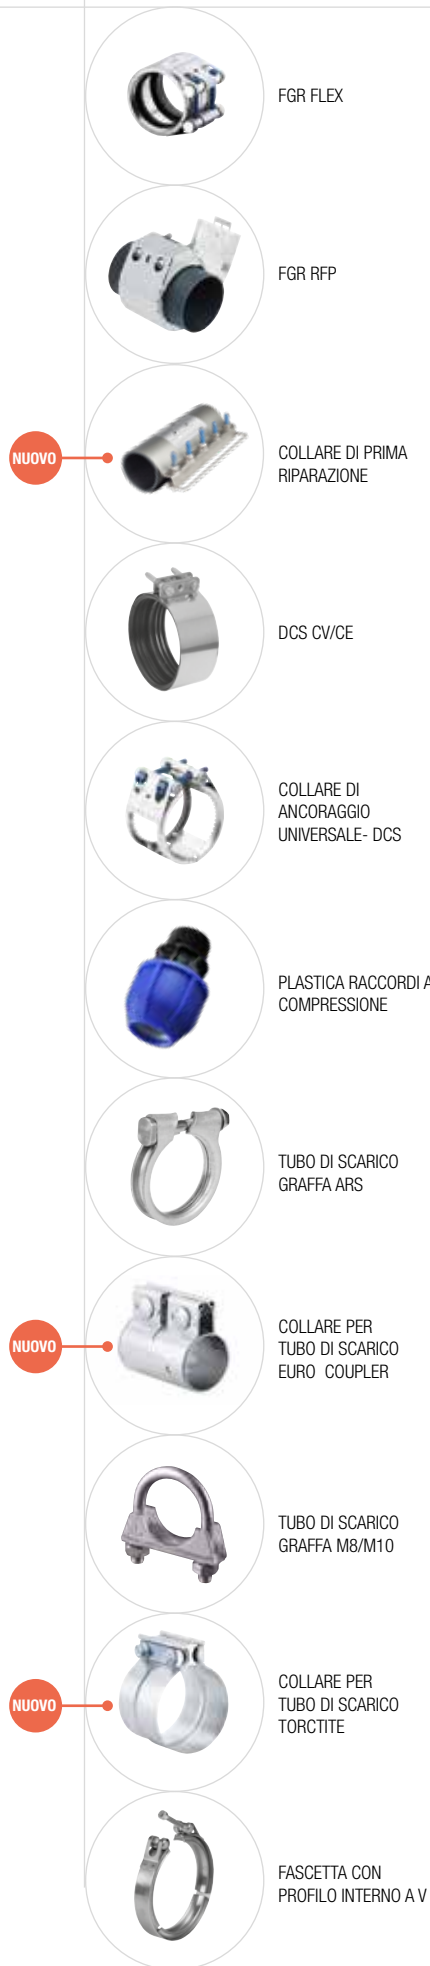 FGR FLEX
FGR RFP
NUOVO
COLLARE DI PRIMA
RIPARAZIONE
DCS CV/CE
COLLARE DI
ANCORAGGIO
UNIVERSALE- DCS
PLASTICA RACCORDI A
COMPRESSIONE
TUBO DI SCARICO
GRAFFA ARS
NUOVO
COLLARE PER
TUBO DI SCARICO
EURO COUPLER
TUBO DI SCARICO
GRAFFA M8/M10
NUOVO
COLLARE PER
TUBO DI SCARICO
TORCTITE
FASCETTA CON
PROFILO INTERNO A V